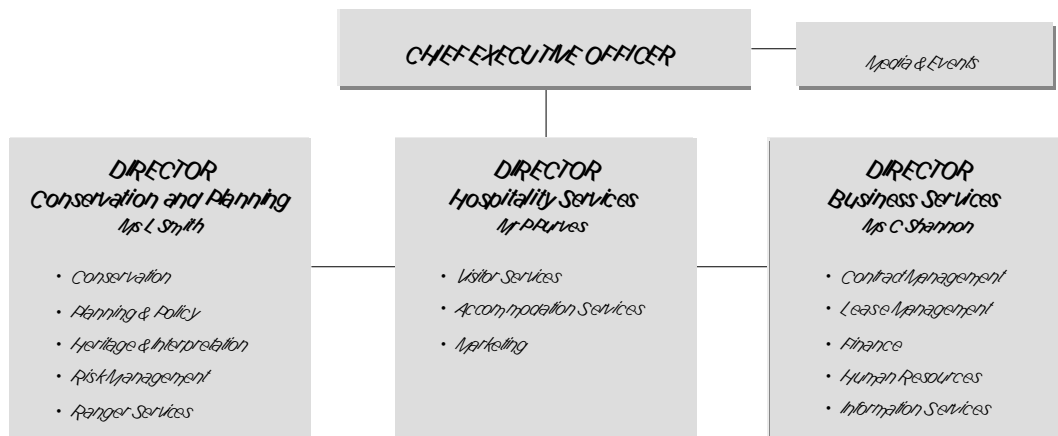 CHIEF EXECUTIVE OFFICER
Media & Events
DIRECTOR
Conservation and Planning
Ms L Smith
• Conservation
• Planning & Policy
• Heritage & Interpretation
• Risk Management
• Ranger Services
DIRECTOR
Hospitality Services
Mr P Purves
• Visitor Services
• Accommodation Services
• Marketing
DIRECTOR
Business Services
Ms C Shannon
• Contract Management
• Lease Management
• Finance
• Human Resources
• Information Services